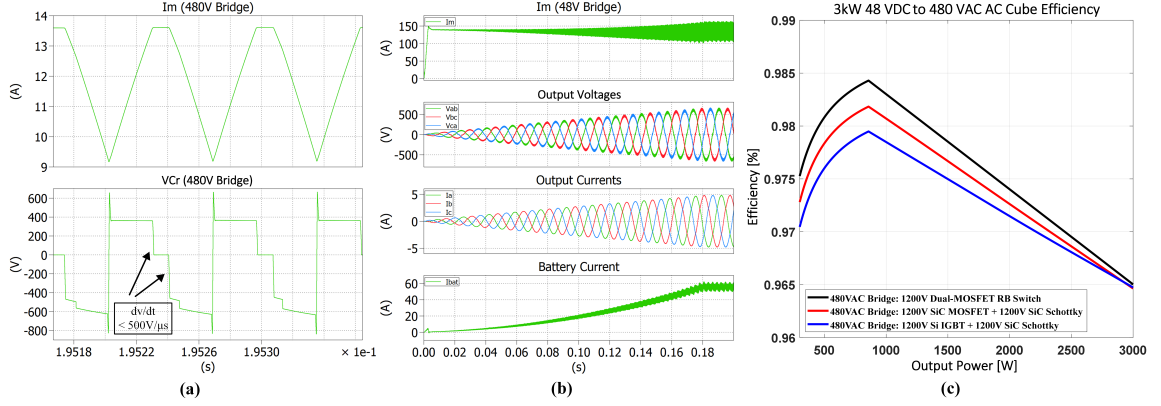 Im (480V Bridge)
14
13
12
11
10
9
(A)
VCr (480V Bridge)
600
400
200
0
-200
-400
-600
-800
(V)
dv/dt
< 500V/µs
1.9518
1.9522
1.9526
1.9530
× 1e-1
(s)
(a)
Im (48V Bridge)
Im
150
100
50
0
(A)
Output Voltages
Vab
Vbc
Vca
500
0
-500
(V)
Output Currents
Ia
Ib
Ic
5
0
-5
(A)
Battery Current
Ibat
60
40
20
0
(A)
0.00
0.02
0.04
0.06
0.08
0.10
0.12
0.14
0.16
0.18
(s)
(b)
3kW 48 VDC to 480 VAC AC Cube Efficiency
0.99
0.985
0.98
0.975
0.97
0.965
0.96
Efficiency [%]
480VAC Bridge: 1200V Dual-MOSFET RB Switch
480VAC Bridge: 1200V SiC MOSFET + 1200V SiC Schottky
480VAC Bridge: 1200V Si IGBT + 1200V SiC Schottky
500
1000
1500
2000
2500
3000
Output Power [W]
(c)